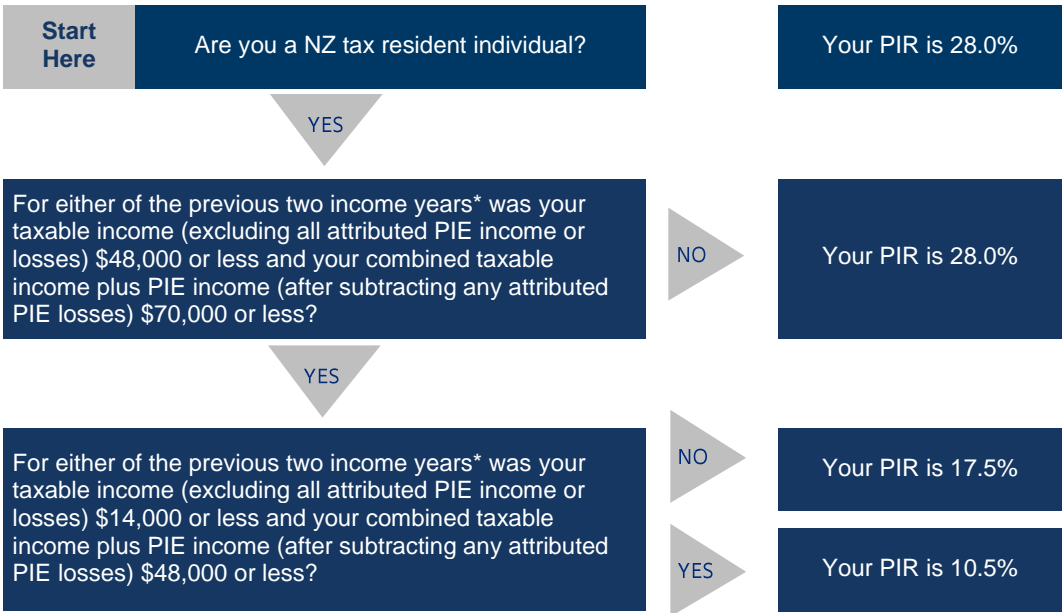 Start
Here
Are you a NZ tax resident individual?
Your PIR is 28.0%
YES
For either of the previous two income years* was your
taxable income (excluding all attributed PIE income or
losses) $48,000 or less and your combined taxable
income plus PIE income (after subtracting any attributed
PIE losses) $70,000 or less?
NO
Your PIR is 28.0%
YES
For either of the previous two income years* was your
taxable income (excluding all attributed PIE income or
losses) $14,000 or less and your combined taxable
income plus PIE income (after subtracting any attributed
PIE losses) $48,000 or less?
NO
Your PIR is 17.5%
YES
Your PIR is 10.5%